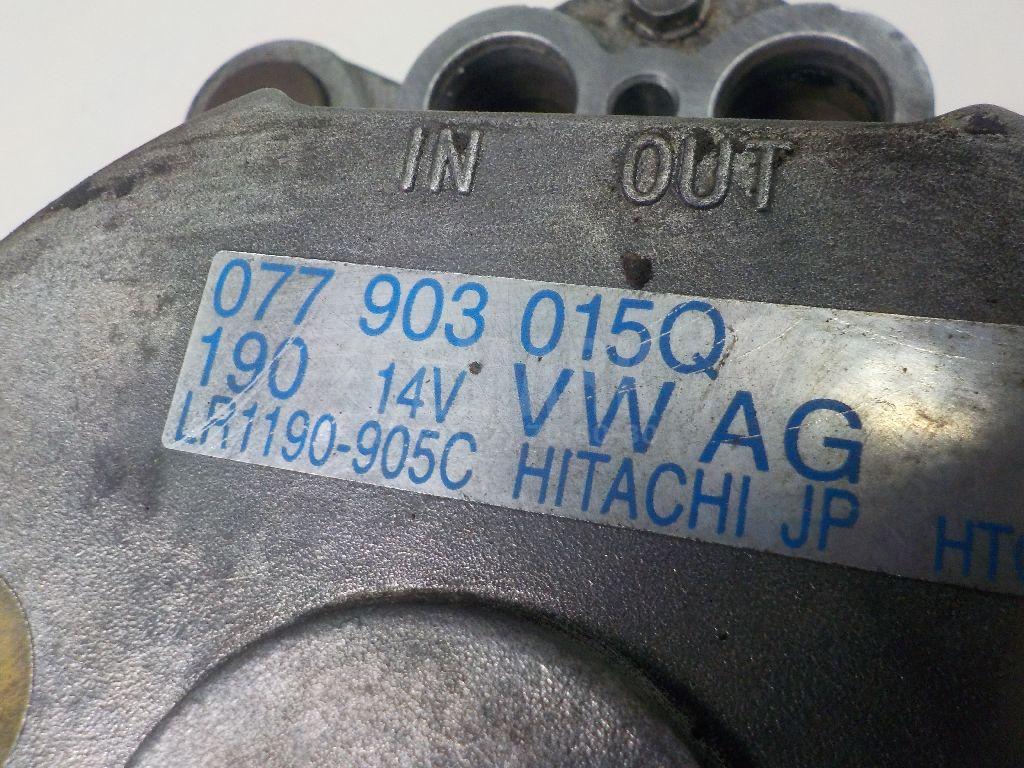 IN OUT
077 903 015Q
190 14V VW AG
LR1190-905C HITACHI JP